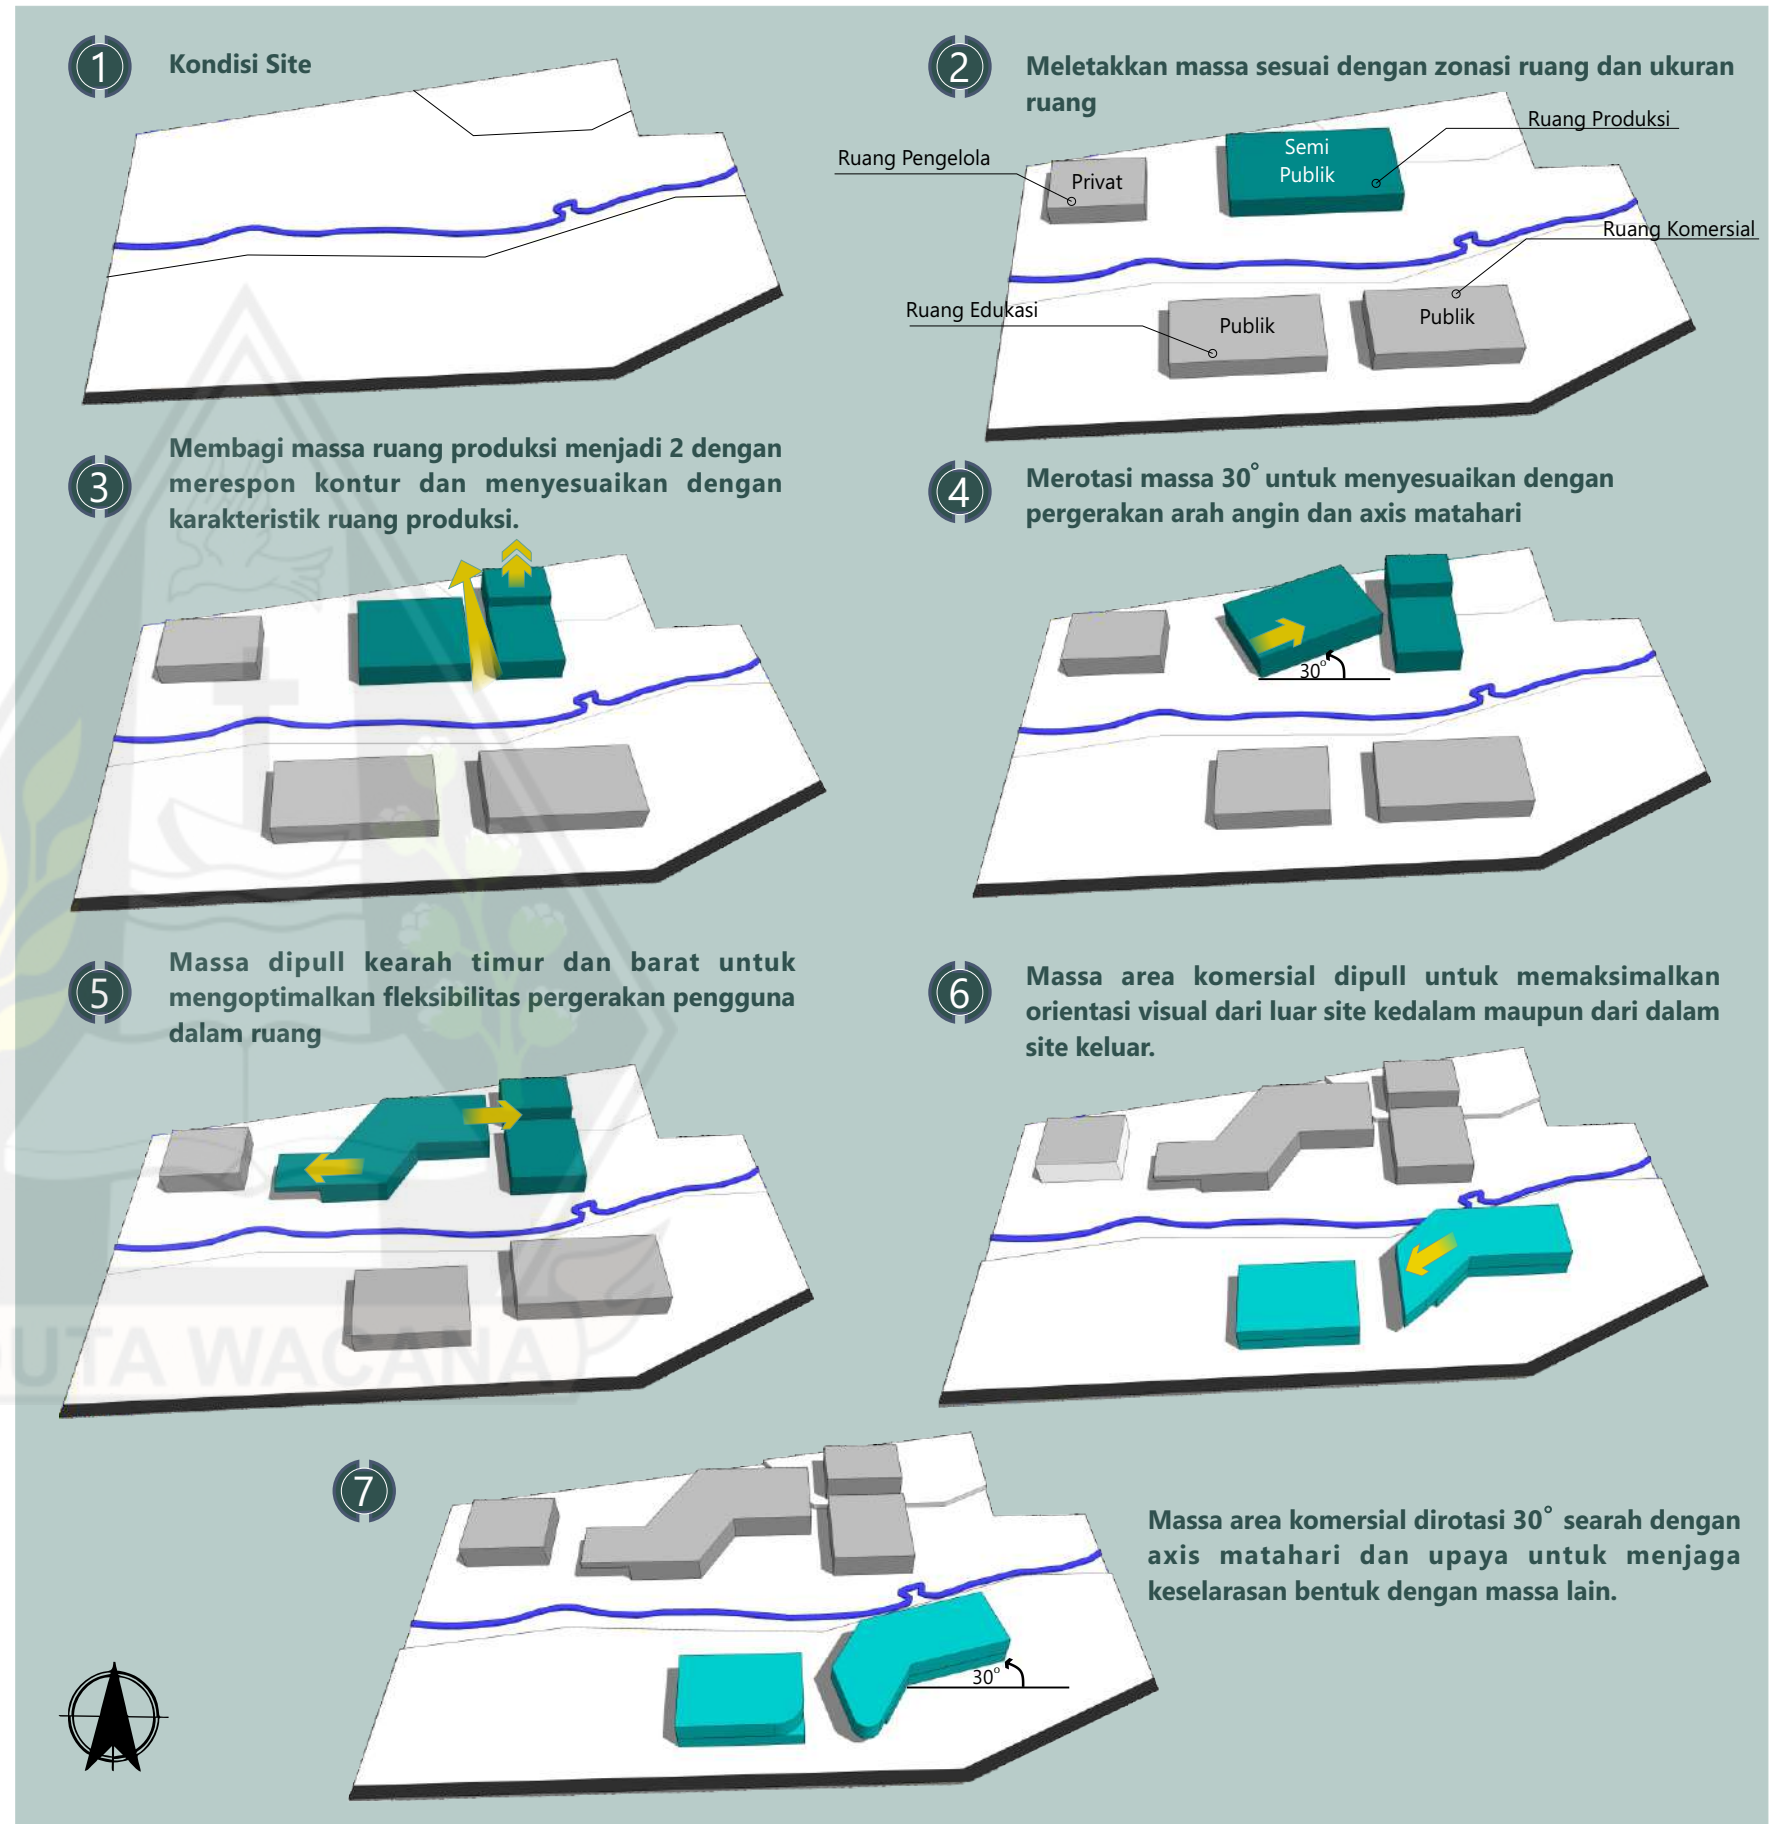 1
Kondisi Site
2
Meletakkan massa sesuai dengan zonasi ruang dan ukuran
ruang
Ruang Produksi
Semi
Publik
Ruang Pengelola
Privat
Ruang Komersial
Ruang Edukasi
Publik
Publik
3
Membagi massa ruang produksi menjadi 2 dengan
merespon kontur dan menyesuaikan dengan
karakteristik ruang produksi.
4
Merotasi massa 30° untuk menyesuaikan dengan
pergerakan arah angin dan axis matahari
30°
5
Massa dipull kearah timur dan barat untuk
mengoptimalkan fleksibilitas pergerakan pengguna
dalam ruang
6
Massa area komersial dipull untuk memaksimalkan
orientasi visual dari luar site kedalam maupun dari dalam
site keluar.
DUTA WACANA
7
Massa area komersial dirotasi 30° searah dengan
axis matahari dan upaya untuk menjaga
keselarasan bentuk dengan massa lain.
30°